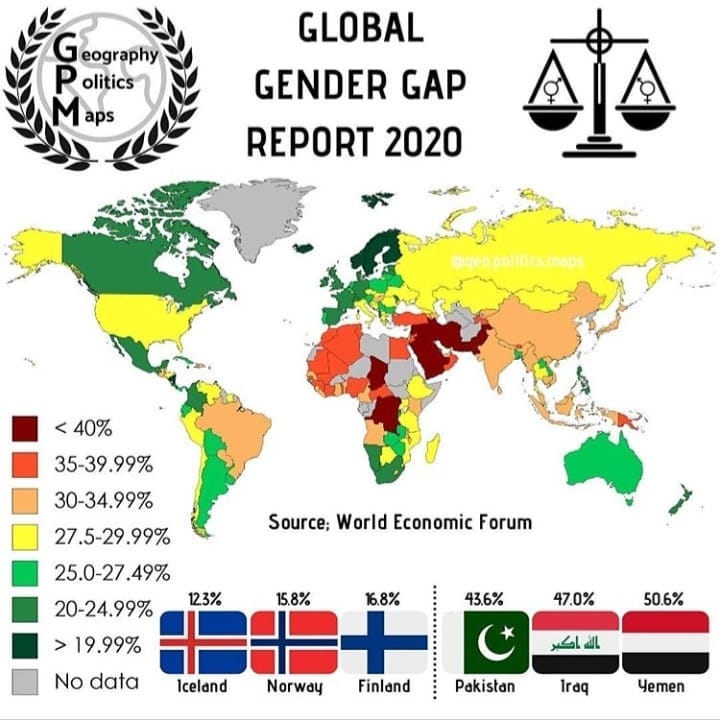 Geography
Politics
Maps
GLOBAL
GENDER GAP
REPORT 2020
@geo.politics.maps
< 40%
35-39.99%
30-34.99%
27.5-29.99%
25.0-27.49%
20-24.99%
> 19.99%
No data
Source; World Economic Forum
12.3% 15.8% 16.8% 43.6% 47.0% 50.6%
الله اكبر
Iceland Norway Finland Pakistan Iraq Yemen